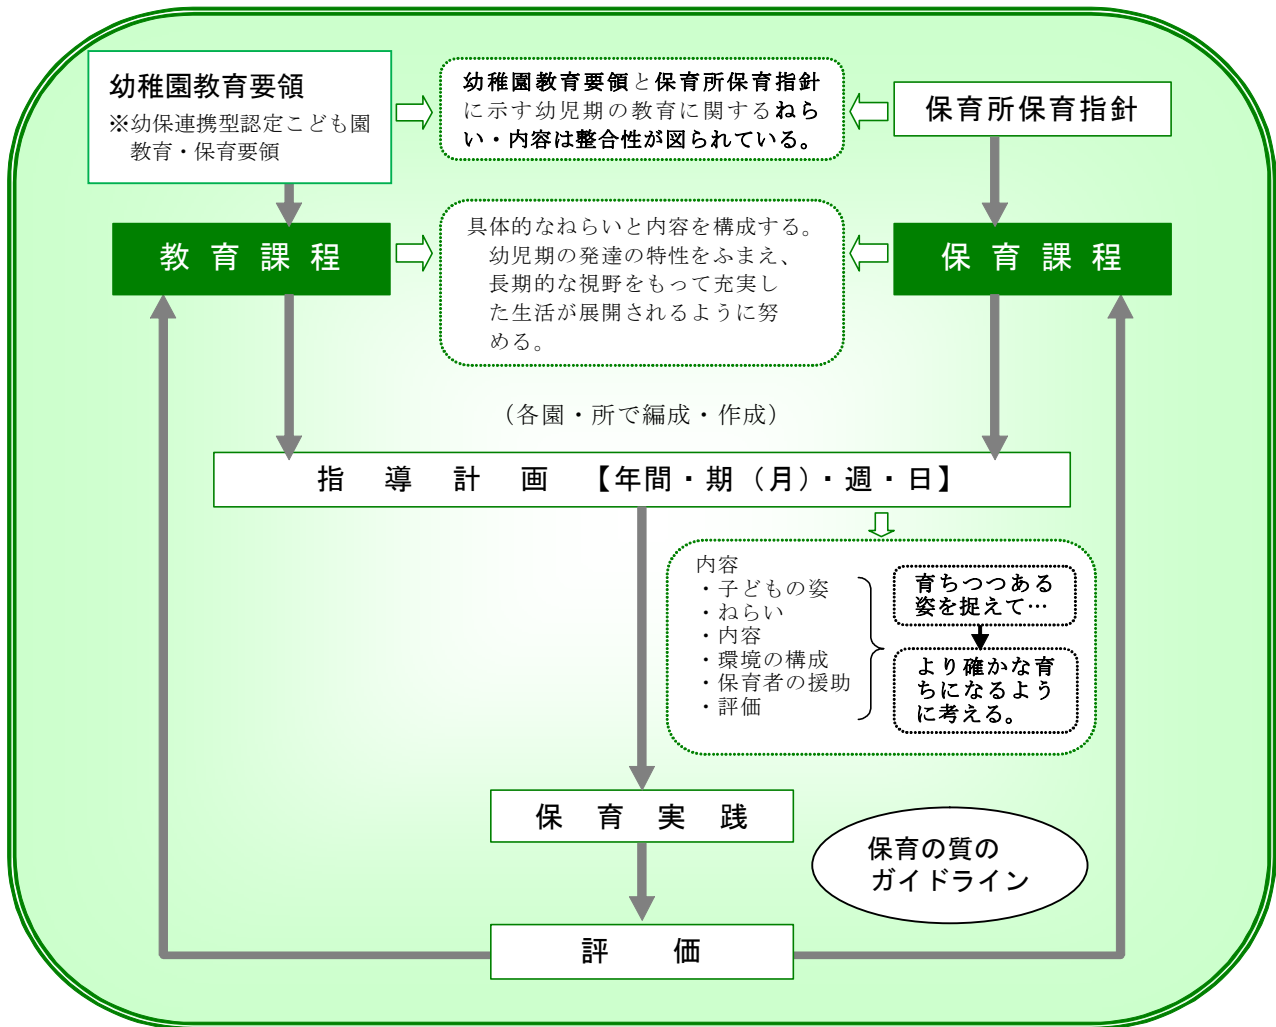 幼稚園教育要領
※幼保連携型認定こども園
教育・保育要領
幼稚園教育要領と保育所保育指針
に示す幼児期の教育に関するねら
い・内容は整合性が図られている。
保育所保育指針
教育課程
具体的なねらいと内容を構成する。
幼児期の発達の特性をふまえ、
長期的な視野をもって充実し
た生活が展開されるように努
める。
保育課程
（各園・所で編成・作成）
指導計画 【年間・期（月）・週・日】
内容
・子どもの姿
・ねらい
・内容
・環境の構成
・保育者の援助
・評価
育ちつつある
姿を捉えて…
より確かな育
ちになるよう
に考える。
保育実践
保育の質の
ガイドライン
評価